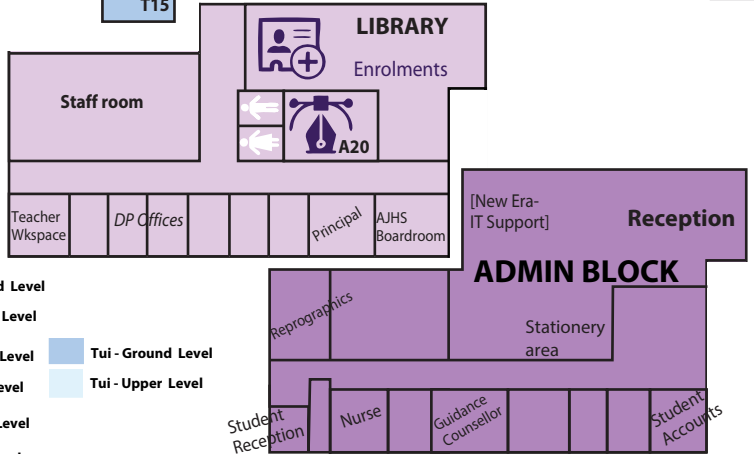 T15
LIBRARY
Enrolments
Staff room
A20
Teacher
Wkspace
DP Offices
Principal
AJHS
Boardroom
[New Era-
IT Support]
Reception
ADMIN BLOCK
Reprographics
Stationery
area
Student
Reception
Nurse
Guidance
Counsellor
Student
Accounts
Level
Level
Level
Tui - Ground Level
Tui - Upper Level
Level